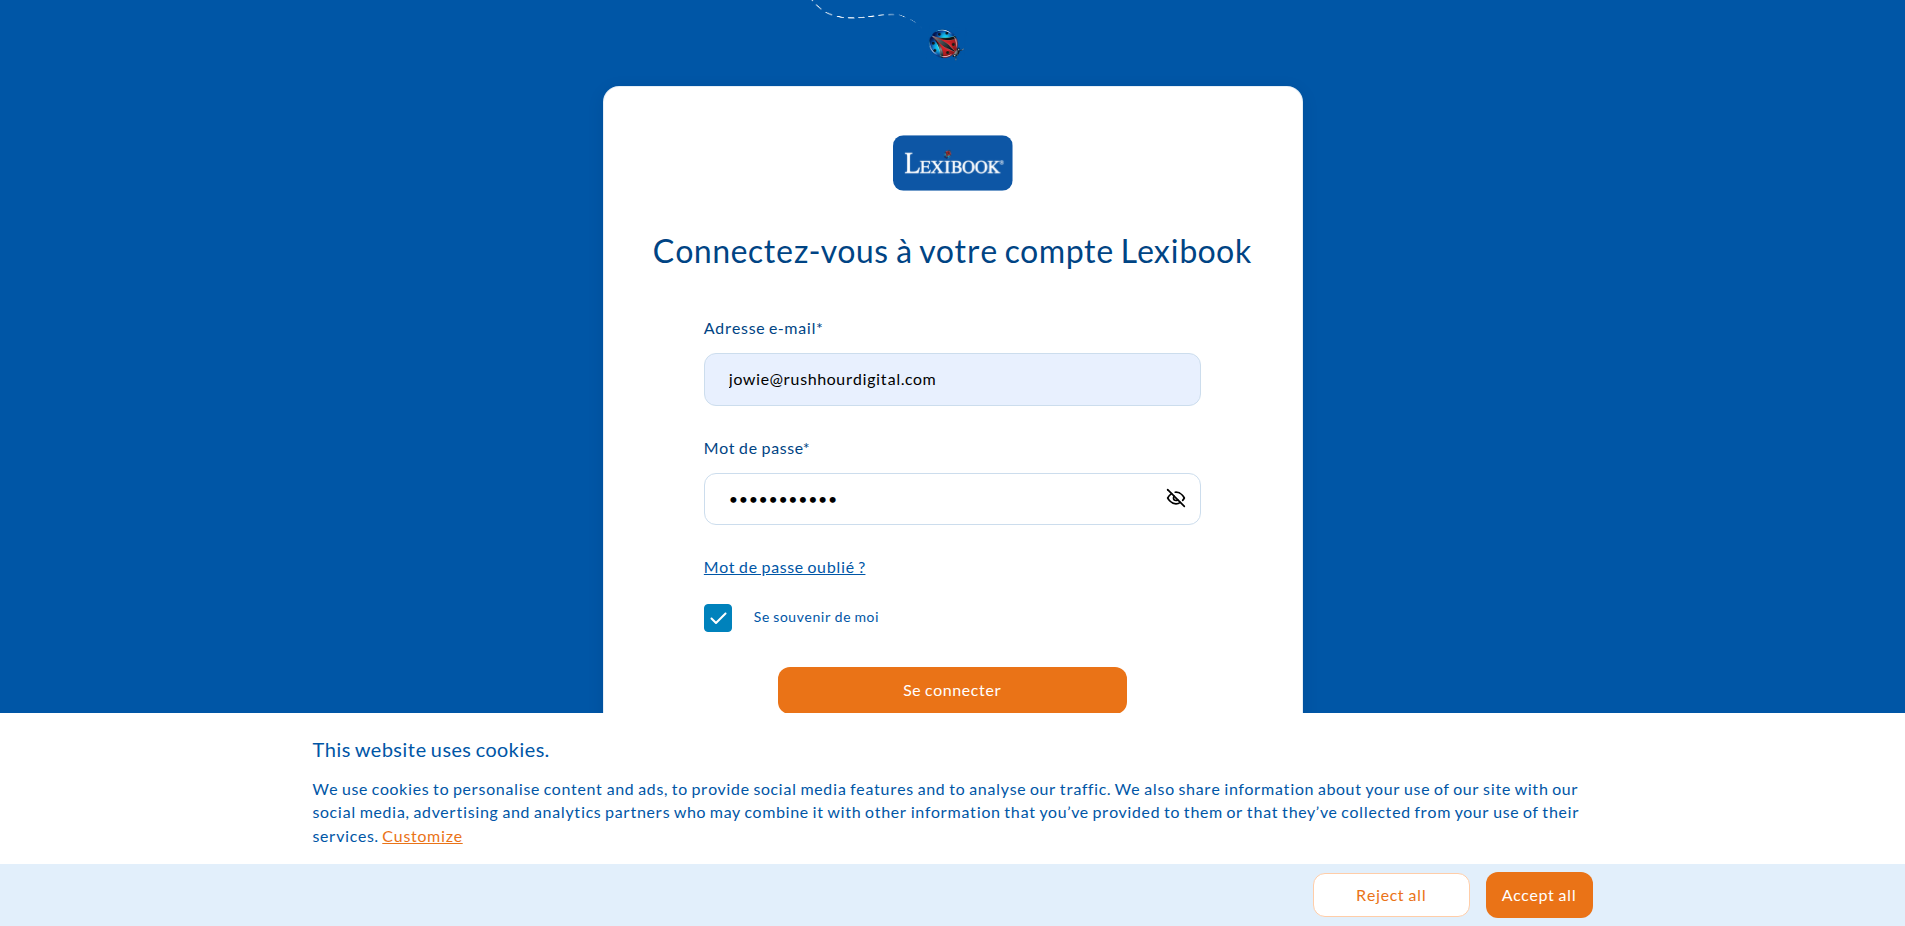 LEXIBOOK®
Connectez-vous à votre compte Lexibook
Adresse e-mail*
jowie@rushhourdigital.com
Mot de passe*
•••••••••••
Mot de passe oublié ?
Se souvenir de moi
Se connecter
This website uses cookies.
We use cookies to personalise content and ads, to provide social media features and to analyse our traffic. We also share information about your use of our site with our
social media, advertising and analytics partners who may combine it with other information that you’ve provided to them or that they’ve collected from your use of their
services. Customize
Reject all
Accept all